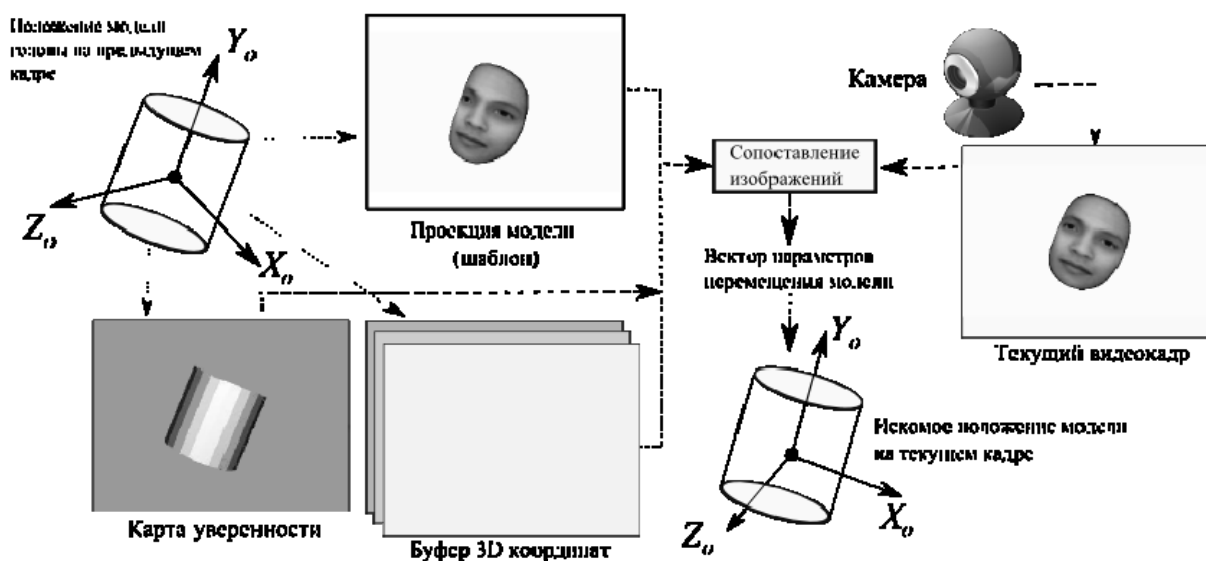 Положение модели
головы на предыдущем
кадре
Y₀
Z₀
X₀
Проекция модели
(шаблон)
Камера
Сопоставление
изображений
Вектор параметров
перемещения модели
Текущий видеокадр
Карта уверенности
Буфер 3D координат
Y₀
Искомое положение модели
на текущем кадре
Z₀
X₀